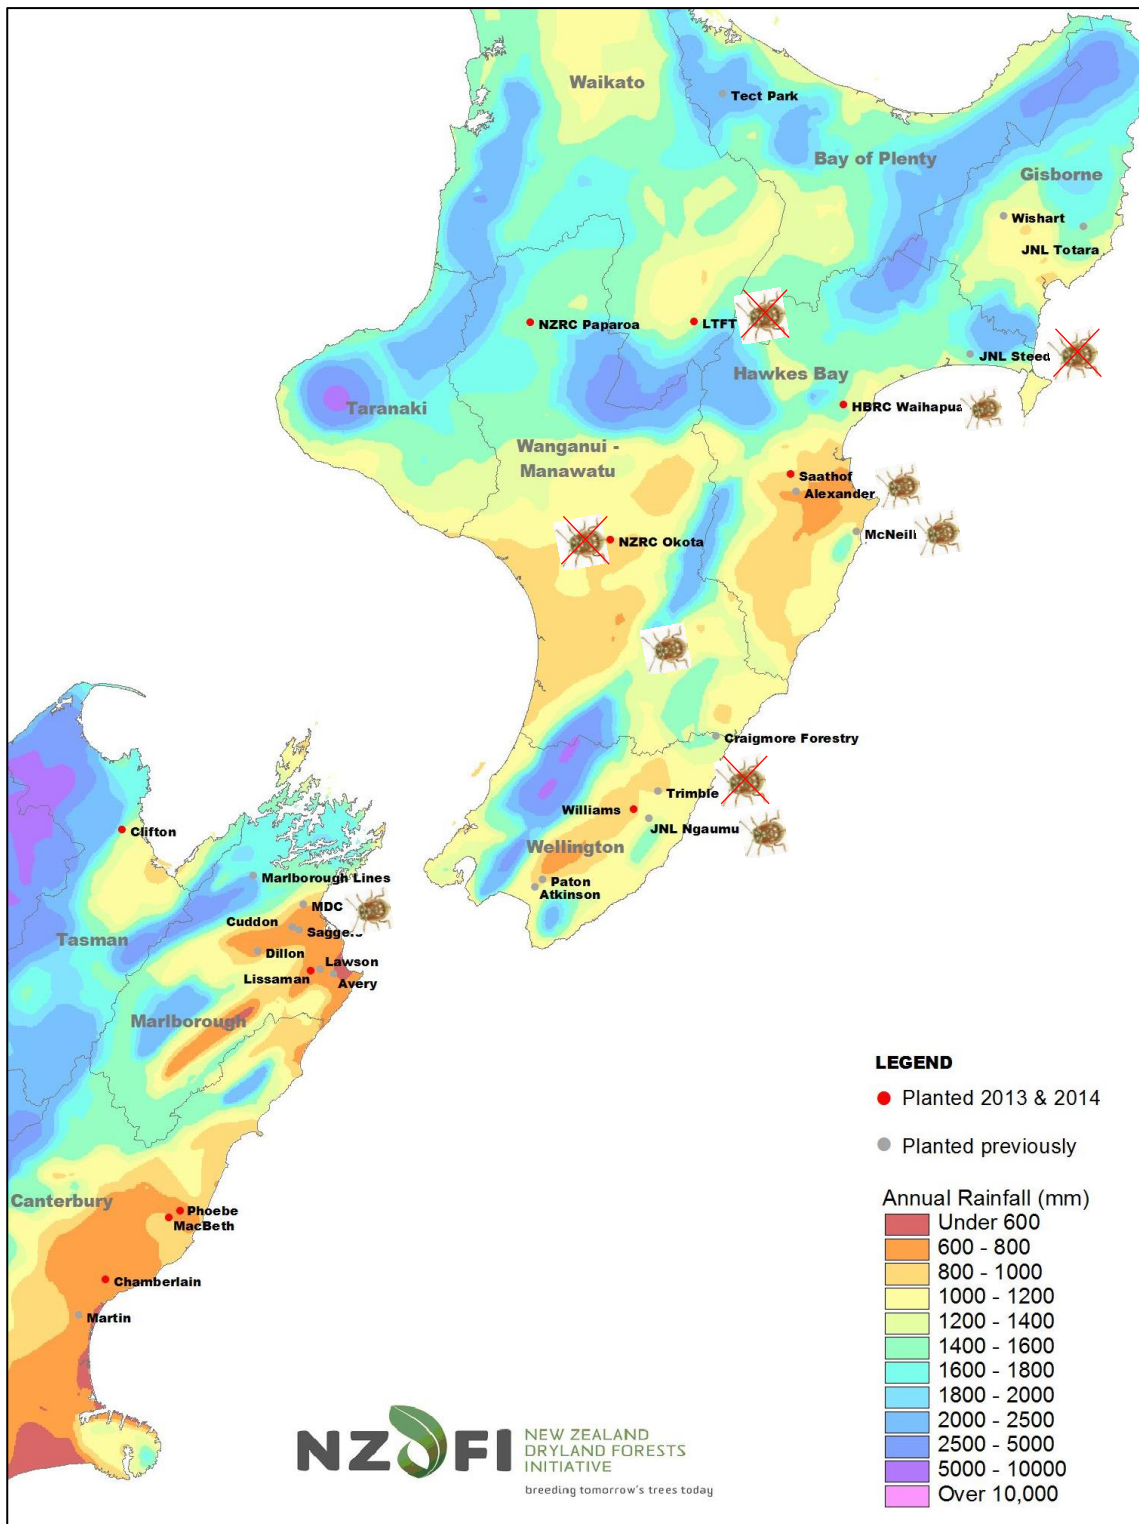 Waikato
Tect Park
Bay of Plenty
Gisborne
Wishart
JNL Totara
NZRC Paparoa
LTFT
JNL Steed
Hawkes Bay
Taranaki
HBRC Waihapua
Wanganui -
Manawatu
Saathof
Alexander
McNeill
NZRC Okota
Craigmore Forestry
Trimble
Williams
JNL Ngaumu
Wellington
Clifton
Paton
Atkinson
Marlborough Lines
MDC
Cuddon
Saggers
Tasman
Dillon
Lawson
Lissaman
Avery
Marlborough
LEGEND
Planted 2013 & 2014
Planted previously
Canterbury
Phoebe
MacBeth
Chamberlain
Martin
Annual Rainfall (mm)
Under 600
600 - 800
800 - 1000
1000 - 1200
1200 - 1400
1400 - 1600
1600 - 1800
1800 - 2000
2000 - 2500
2500 - 5000
5000 - 10000
Over 10,000
NZDFI
NEW ZEALAND
DRYLAND FORESTS
INITIATIVE
breeding tomorrow's trees today